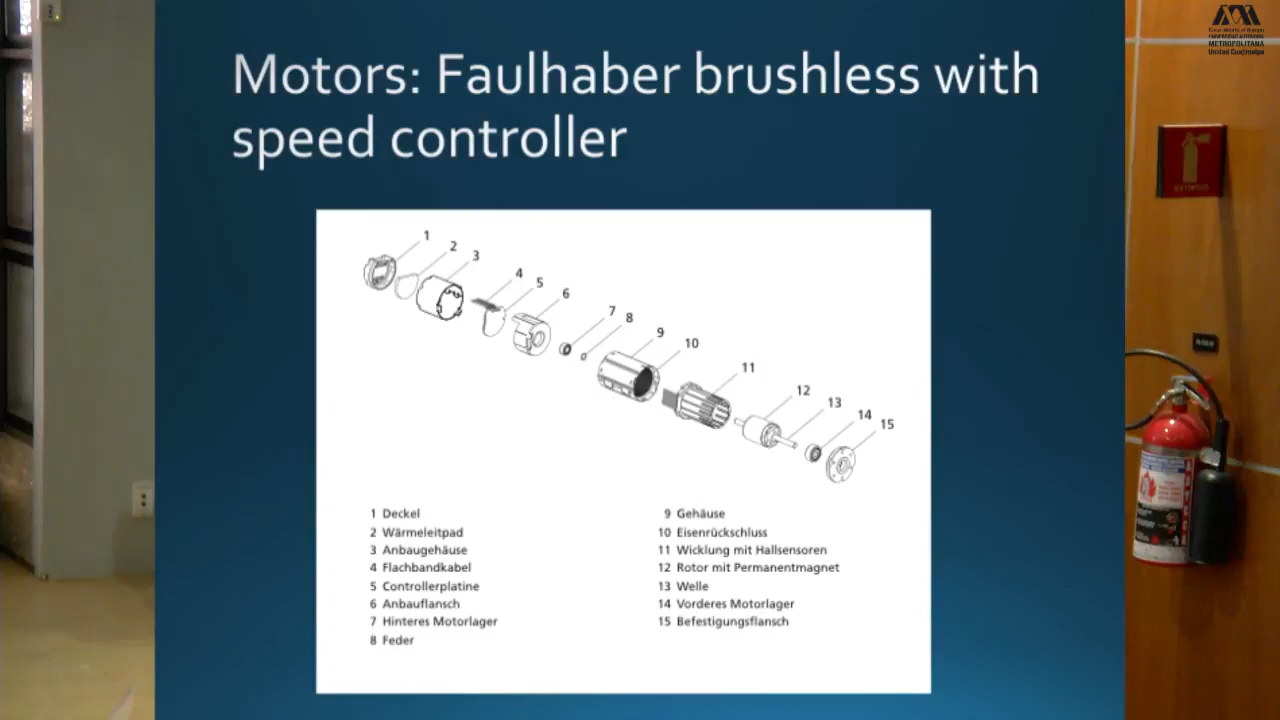 Motors: Faulhaber brushless with
speed controller
1
2
3
4
5
6
7
8
9
10
11
12
13
14
15
1 Deckel
2 Wärmeleitpad
3 Anbaugehäuse
4 Flachbandkabel
5 Controllerplatine
6 Anbauflansch
7 Hinteres Motorlager
8 Feder
9 Gehäuse
10 Eisenrückschluss
11 Wicklung mit Hallsensoren
12 Rotor mit Permanentmagnet
13 Welle
14 Vorderes Motorlager
15 Befestigungsflansch
METROPOLITANA
Unidad Cuajimalpa